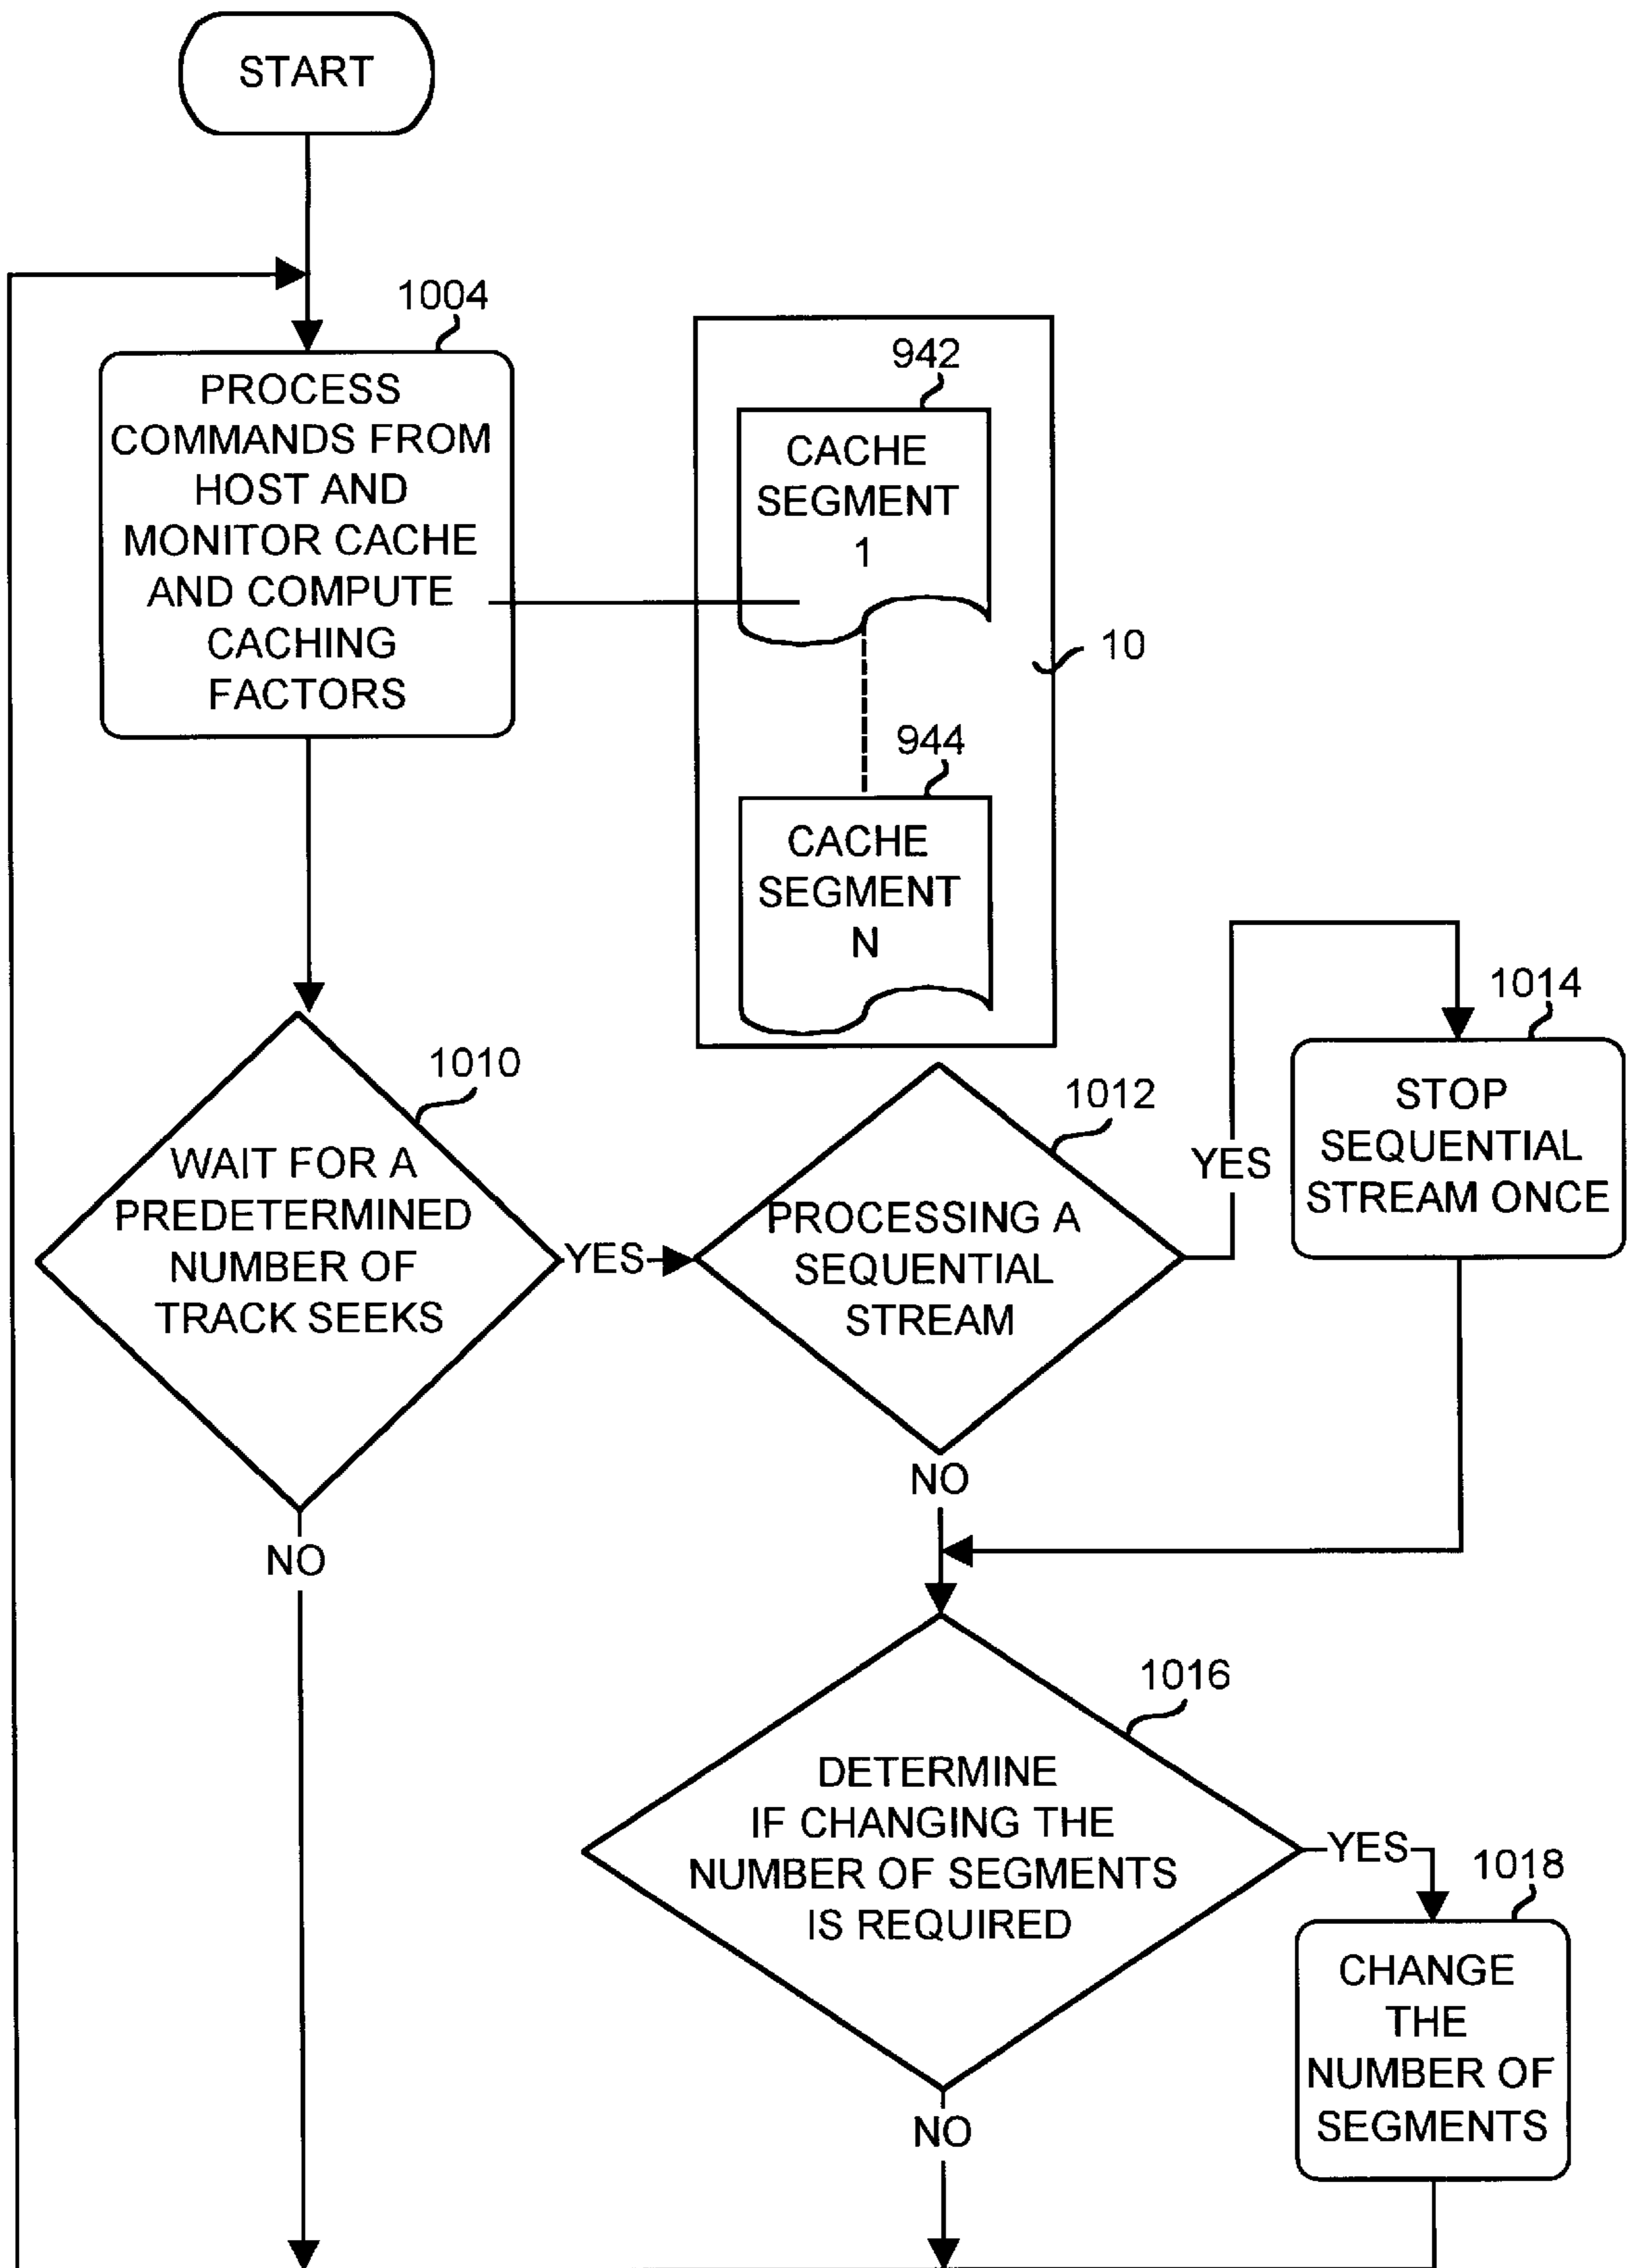 START
1004
PROCESS
COMMANDS FROM
HOST AND
MONITOR CACHE
AND COMPUTE
CACHING
FACTORS
942
CACHE
SEGMENT
1
10
944
CACHE
SEGMENT
N
1010
WAIT FOR A
PREDETERMINED
NUMBER OF
TRACK SEEKS
YES
NO
1012
PROCESSING A
SEQUENTIAL
STREAM
YES
NO
1014
STOP
SEQUENTIAL
STREAM ONCE
1016
DETERMINE
IF CHANGING THE
NUMBER OF SEGMENTS
IS REQUIRED
YES
NO
1018
CHANGE
THE
NUMBER OF
SEGMENTS